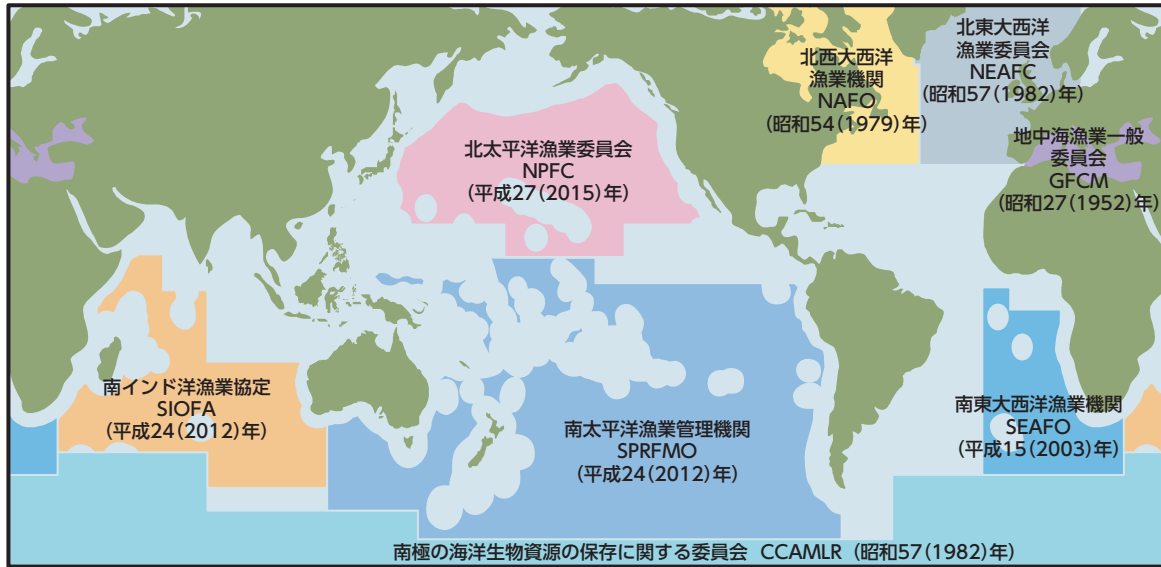 北西大西洋
漁業機関
NAFO
(昭和54(1979)年)
北東大西洋
漁業委員会
NEAFC
(昭和57(1982)年)
地中海漁業一般
委員会
GFCM
(昭和27(1952)年)
北太平洋漁業委員会
NPFC
(平成27(2015)年)
南インド洋漁業協定
SIOFA
(平成24(2012)年)
南太平洋漁業管理機関
SPRFMO
(平成24(2012)年)
南東大西洋漁業機関
SEAFO
(平成15(2003)年)
南極の海洋生物資源の保存に関する委員会 CCAMLR (昭和57(1982)年)